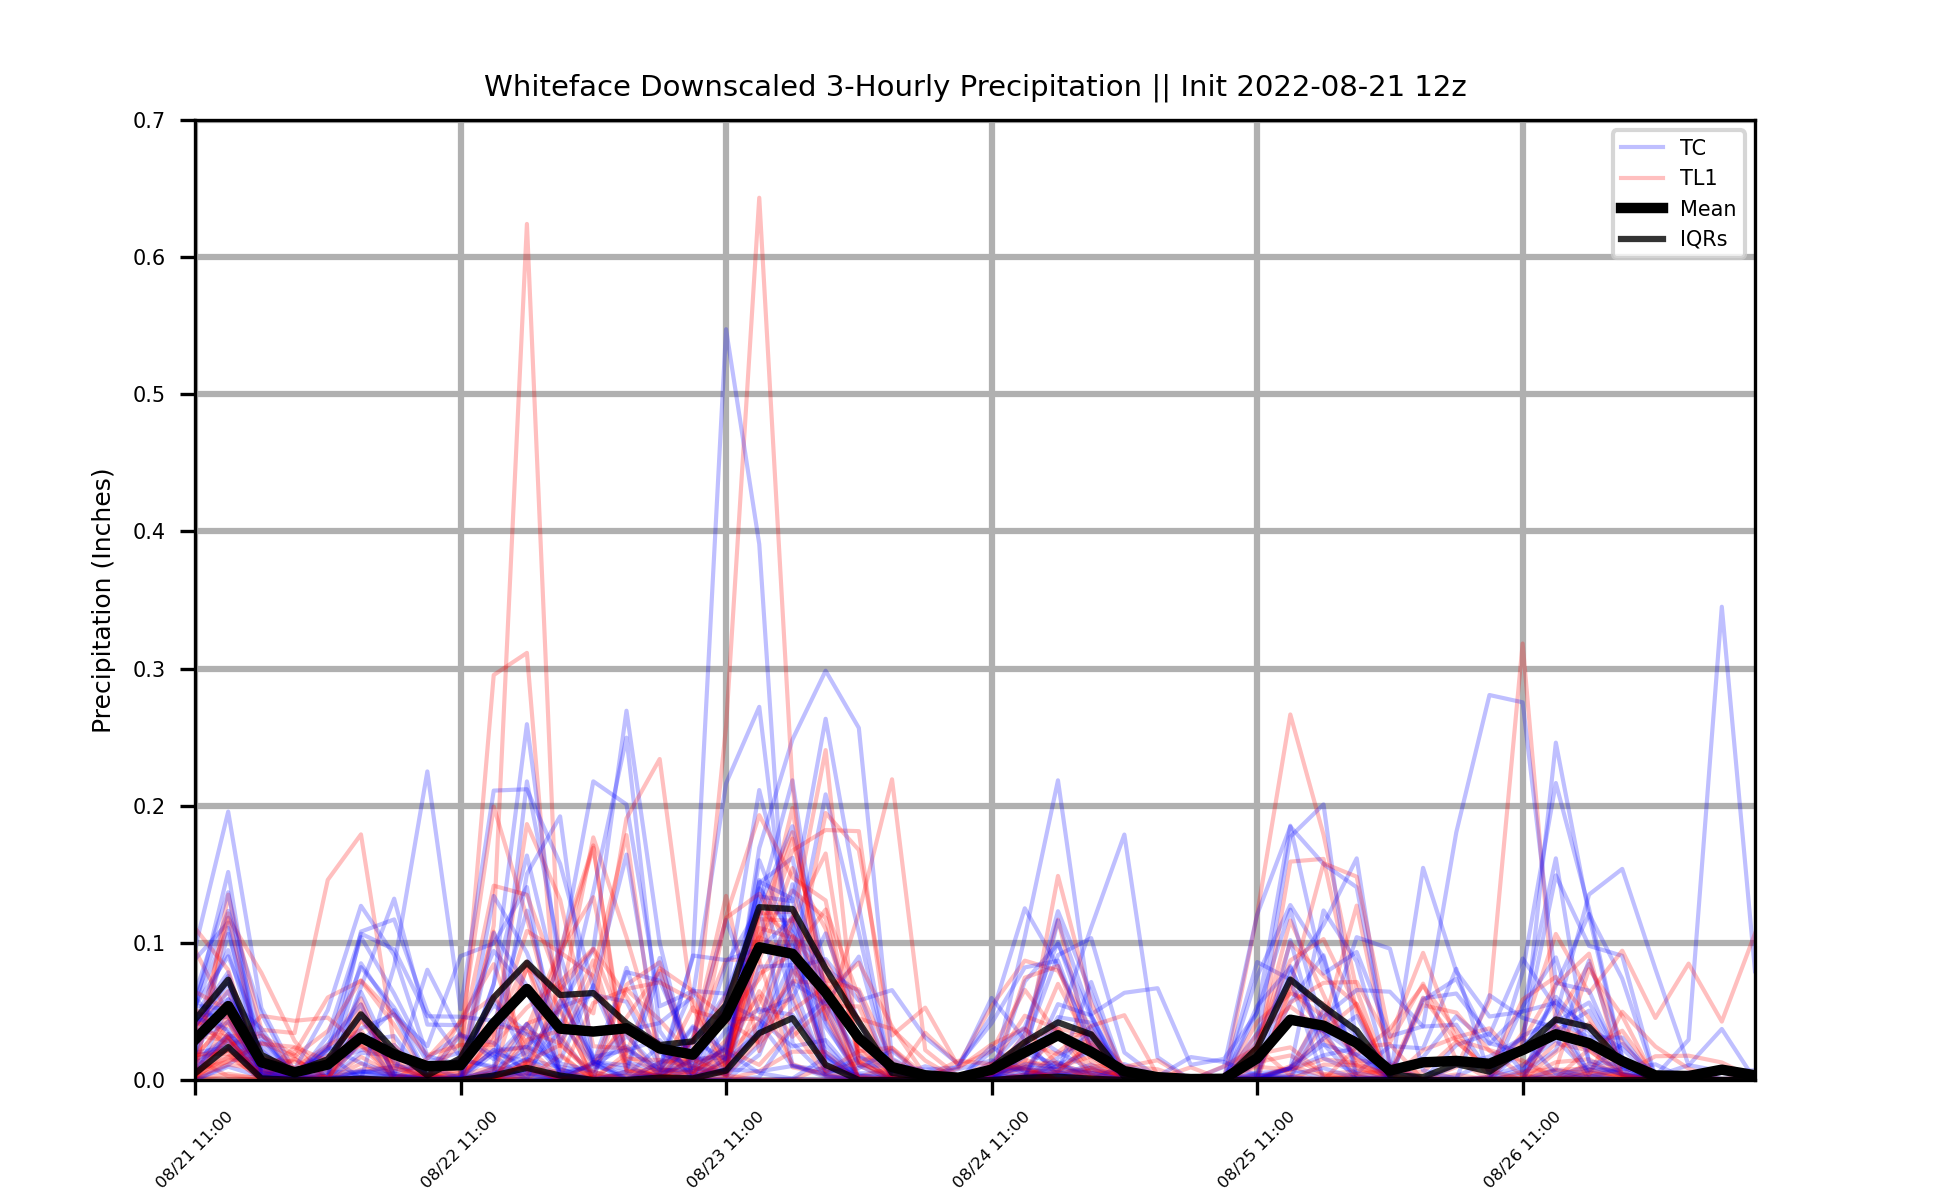 Whiteface Downscaled 3-Hourly Precipitation || Init 2022-08-21 12z
Precipitation (Inches)
0.7
0.6
0.5
0.4
0.3
0.2
0.1
0.0
TC
TL1
Mean
IQRs
08/21 11:00
08/22 11:00
08/23 11:00
08/24 11:00
08/25 11:00
08/26 11:00